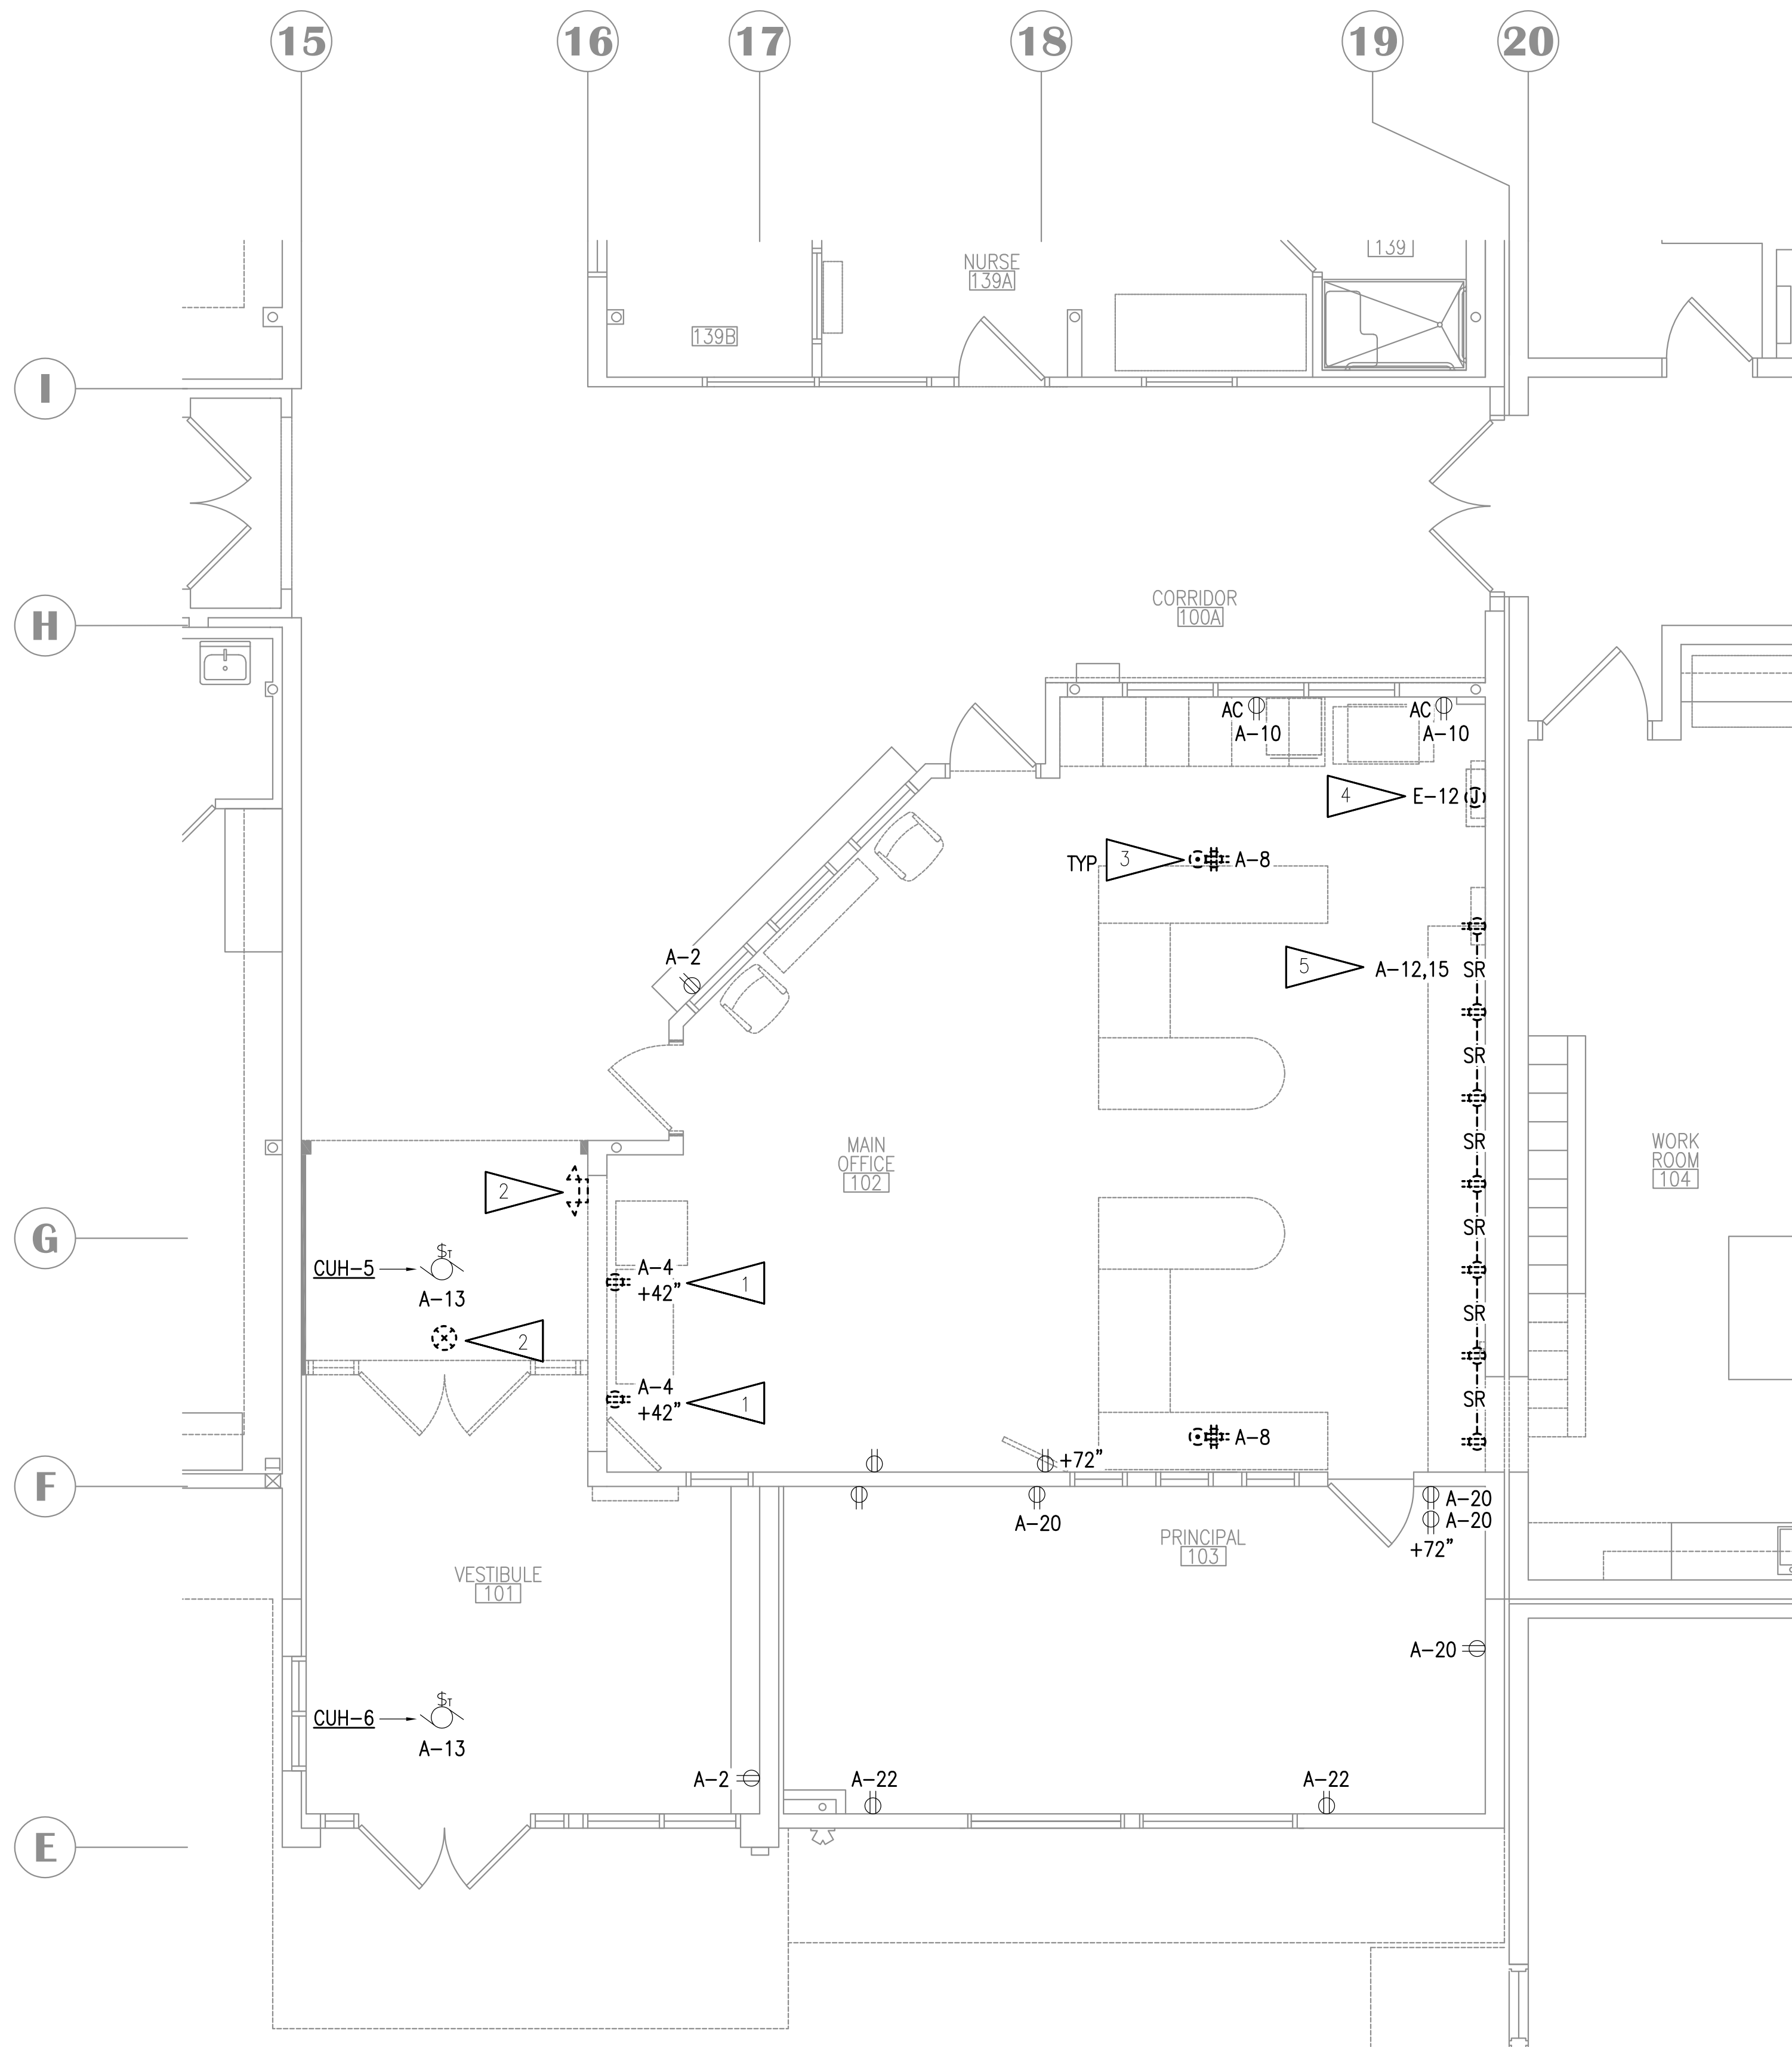 15 16 17 18 19 20
139
NURSE
139A
139B
I
H
CORRIDOR
100A
AC
A-10
AC
A-10
4 E-12 J
TYP 3 A-8
A-2
5 A-12,15 SR
SR
SR
MAIN
OFFICE
102
WORK
ROOM
104
2
SR
G
CUH-5
$T
A-13
A-4
+42"
1
SR
2
A-4
+42"
1
SR
A-8
+72"
F
A-20
A-20
A-20
+72"
PRINCIPAL
103
VESTIBULE
101
A-20
CUH-6
$T
A-13
A-2
A-22
A-22
E